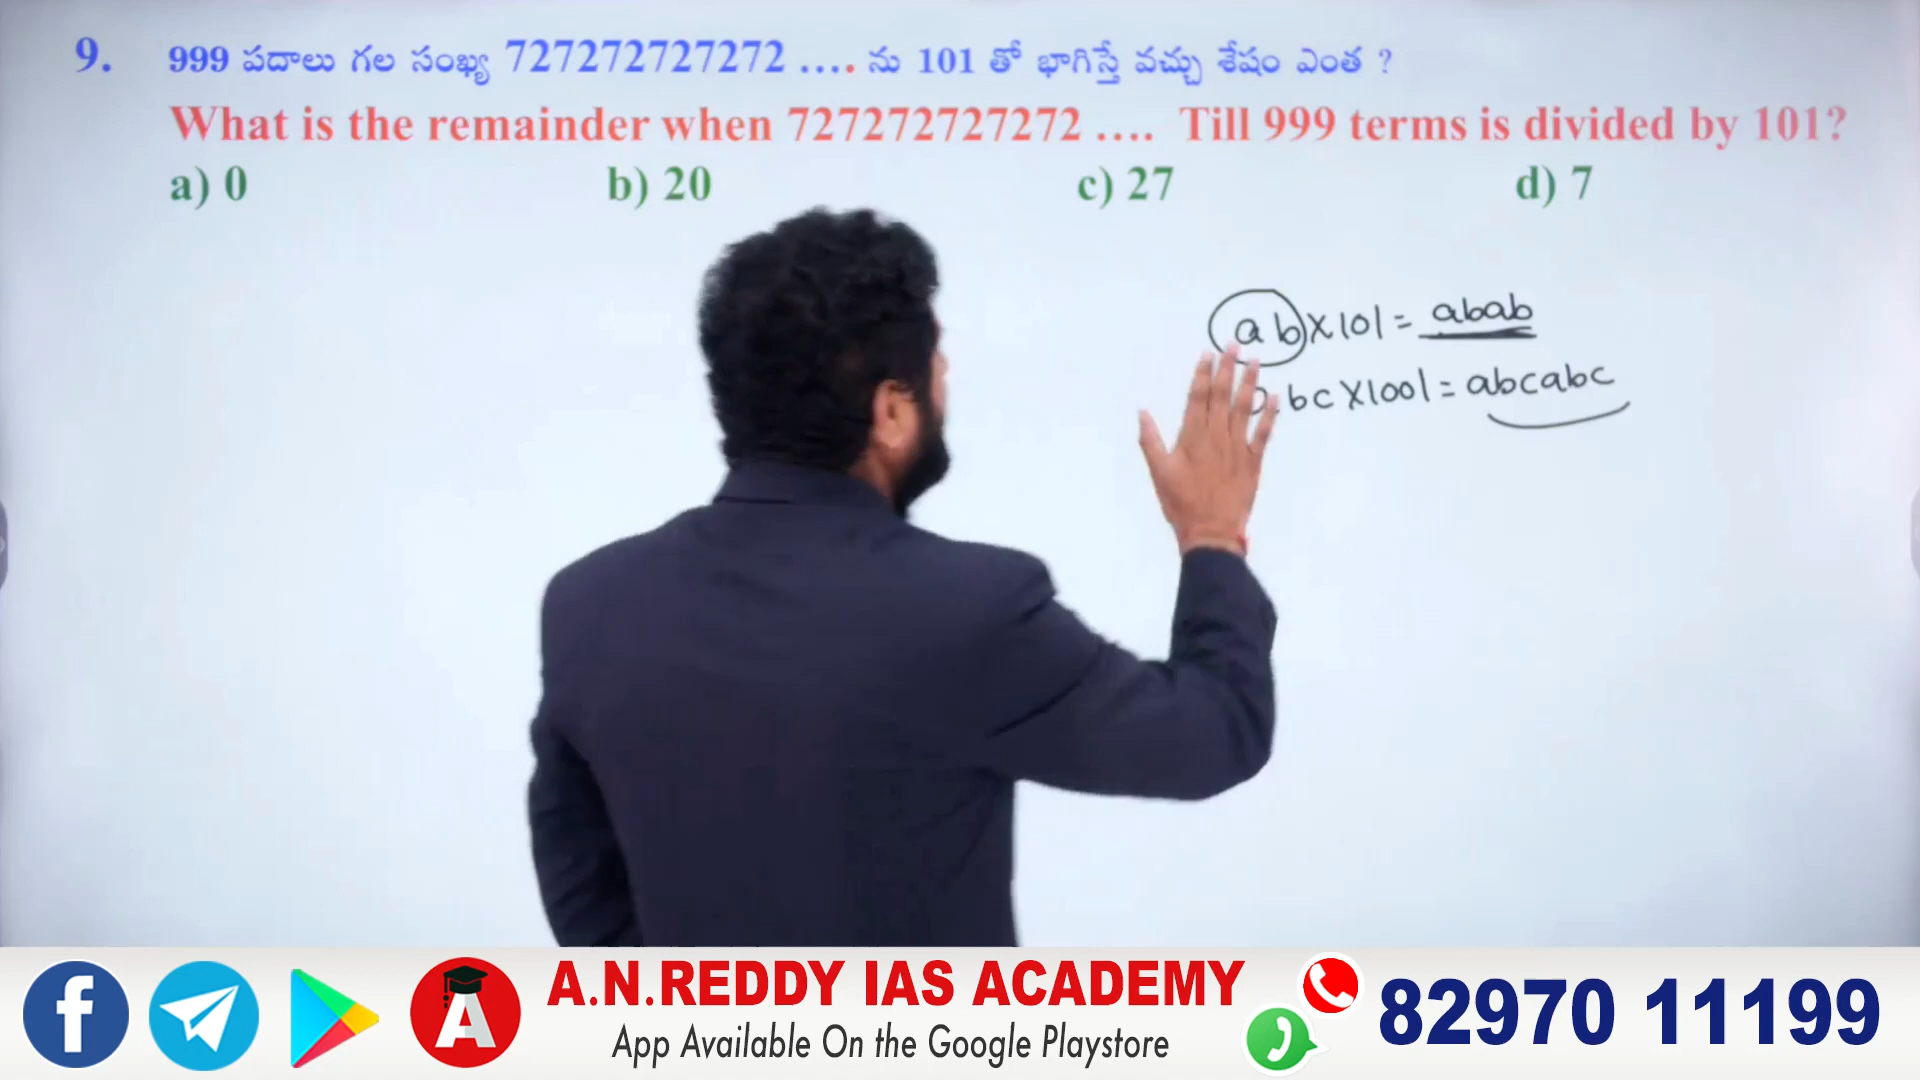 9. 999 పదాలు గల సంఖ్య 727272727272 .... ను 101 తో భాగిస్తే వచ్చు శేషం ఎంత ?
What is the remainder when 727272727272 .... Till 999 terms is divided by 101?
a) 0 b) 20 c) 27 d) 7
ab X 101 = abab
bc X 1001 = abcabc
A.N.REDDY IAS ACADEMY
App Available On the Google Playstore
82970 11199